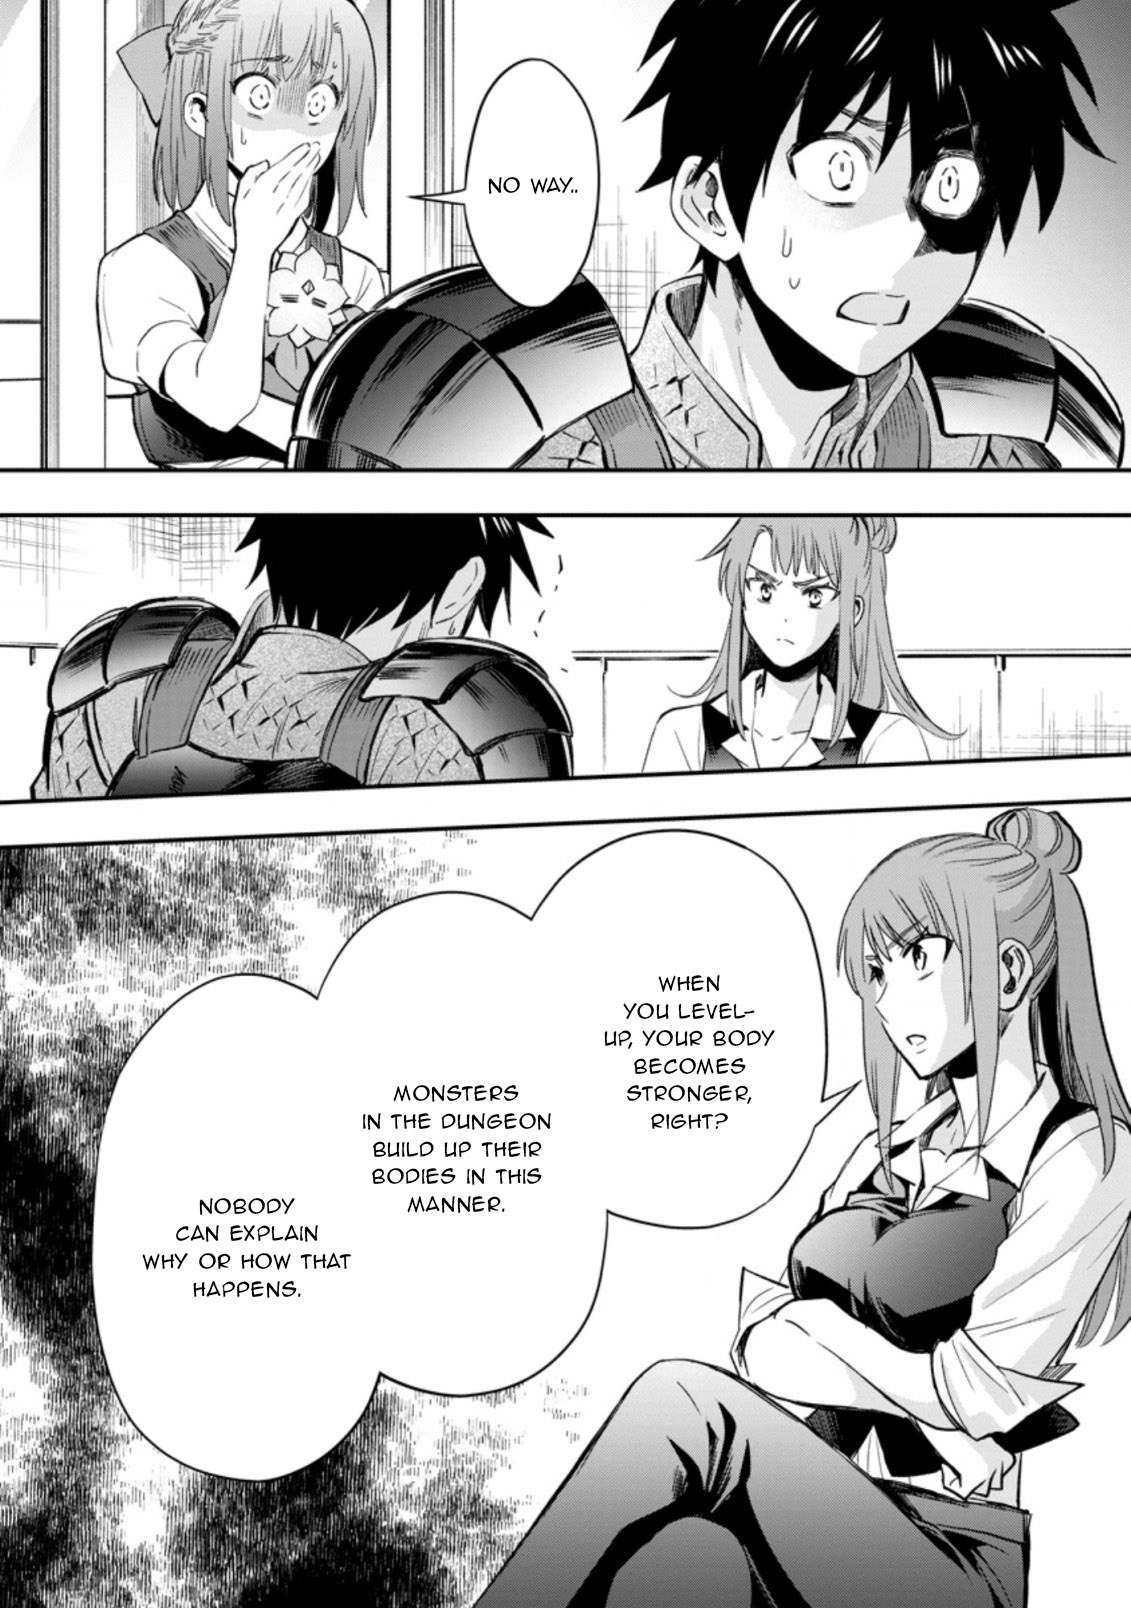 NO WAY..
WHEN
YOU LEVEL-
UP, YOUR BODY
BECOMES
STRONGER,
RIGHT?
MONSTERS
IN THE DUNGEON
BUILD UP THEIR
BODIES IN THIS
MANNER.
NOBODY
CAN EXPLAIN
WHY OR HOW THAT
HAPPENS.